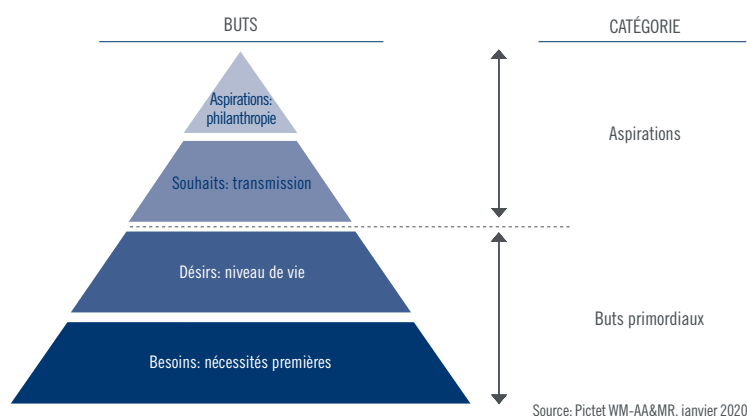 BUTS
CATÉGORIE
Aspirations:
philanthropie
Aspirations
Souhaits: transmission
Désirs: niveau de vie
Buts primordiaux
Besoins: nécessités premières
Source: Pictet WM-AA&MR, janvier 2020